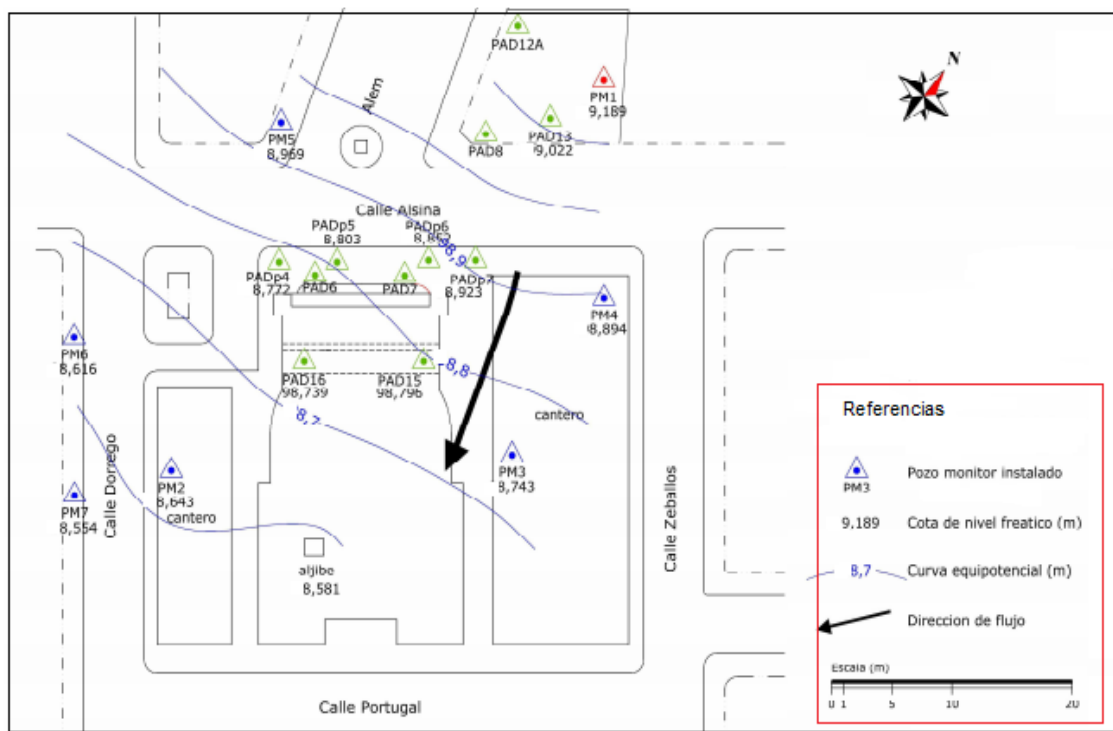 PAD12A
N
PM1
9,189
Alem
PM5
8,969
PAD8
PAD13
9,022
Calle Alsina
PADp5
8,803
PADp6
98,9
PADp4
8,772
PAD6
PAD7
PADp7
8,923
PM4
8,894
PM6
8,616
PAD16
98,739
PAD15
98,796
8,8
8,7
cantero
PM3
8,743
PM2
8,643
cantero
PM7
8,554
Calle Dorrego
Calle Zeballos
aljibe
8,581
Calle Portugal
Referencias
PM3
Pozo monitor instalado
9.189
Cota de nivel freatico (m)
8,7
Curva equipotencial (m)
Direccion de flujo
Escala (m)
0 1 5 10 20